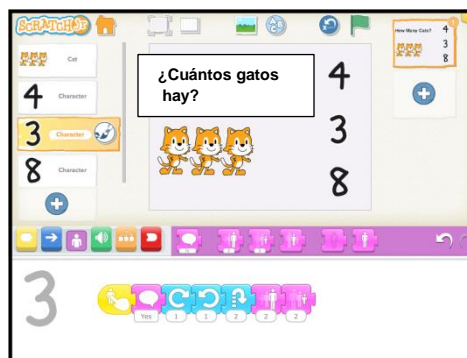 SCRATCHJR
How Many Cats?
4
3
8
Cat
4
Character
3
Character
8
Character
¿Cuántos gatos
hay?
4
3
8
3
Yes
1
1
2
2
2